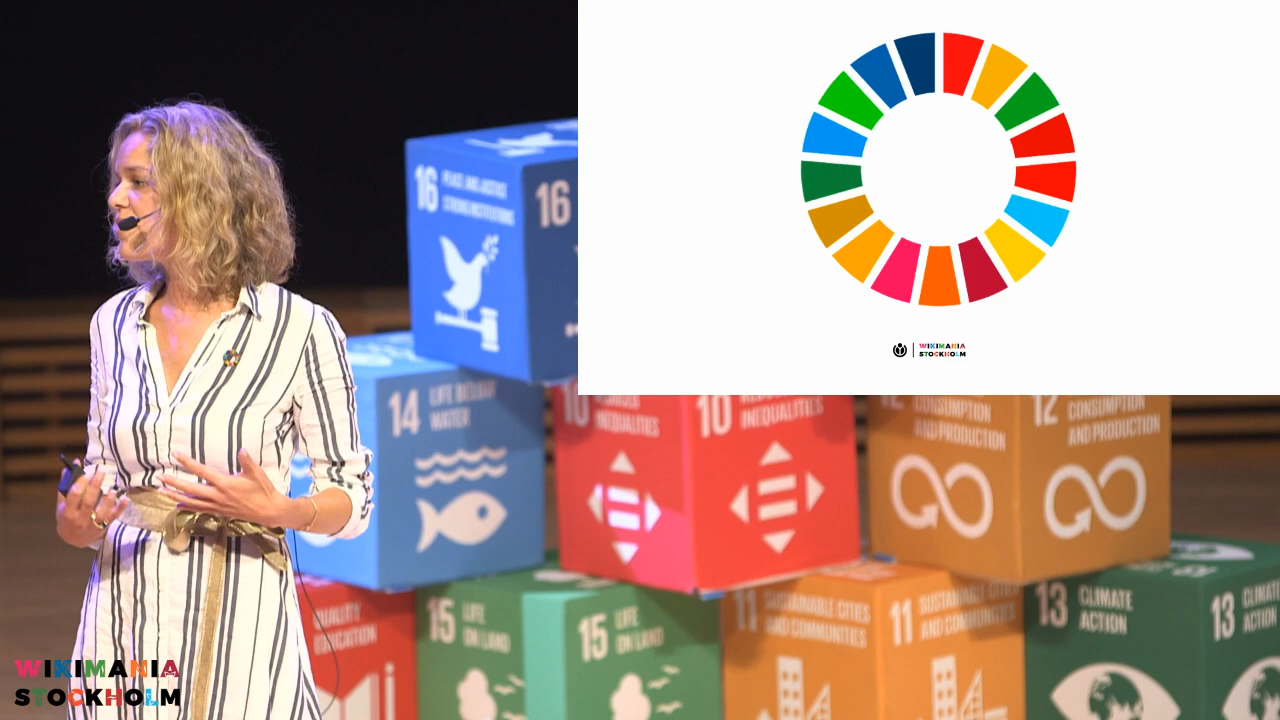 WIKIMANIA
STOCKHOLM
16 PEACE AND JUSTICE
STRONG INSTITUTIONS
16
14 LIFE BELOW
WATER
10
INEQUALITIES
10
INEQUALITIES
12 CONSUMPTION
AND PRODUCTION
12 CONSUMPTION
AND PRODUCTION
QUALITY
EDUCATION
15 LIFE
ON LAND
15 LIFE
ON LAND
11 SUSTAINABLE CITIES
AND COMMUNITIES
11 SUSTAINABLE CITIES
AND COMMUNITIES
13 CLIMATE
ACTION
13 CLIMATE
ACTION
WIKIMANIA
STOCKHOLM